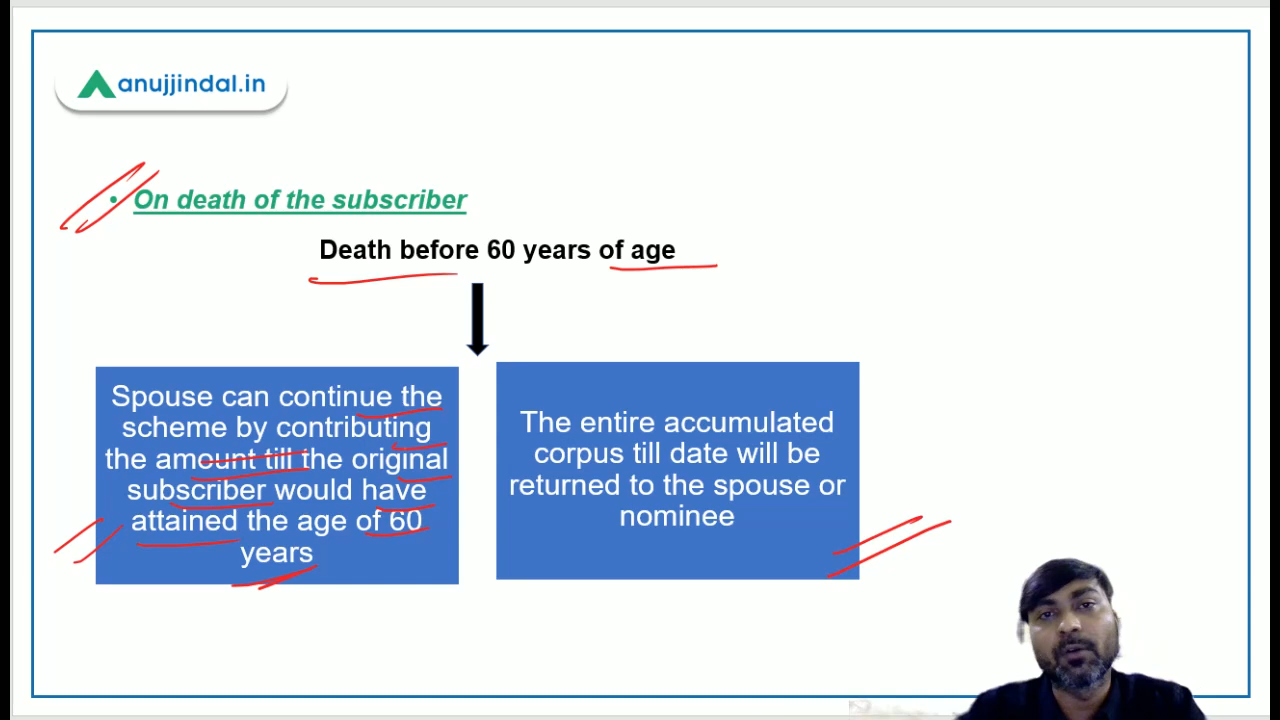 anujjindal.in
• On death of the subscriber
Death before 60 years of age
Spouse can continue the
scheme by contributing
the amount till the original
subscriber would have
attained the age of 60
years
The entire accumulated
corpus till date will be
returned to the spouse or
nominee